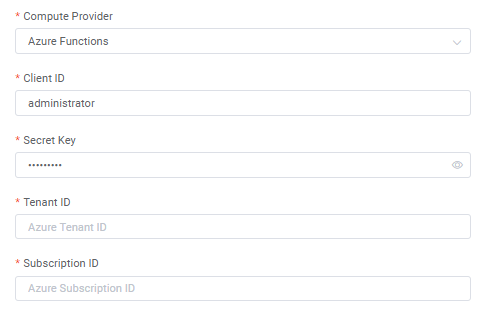 * Compute Provider
Azure Functions
* Client ID
administrator
* Secret Key
•••••••••
* Tenant ID
Azure Tenant ID
* Subscription ID
Azure Subscription ID